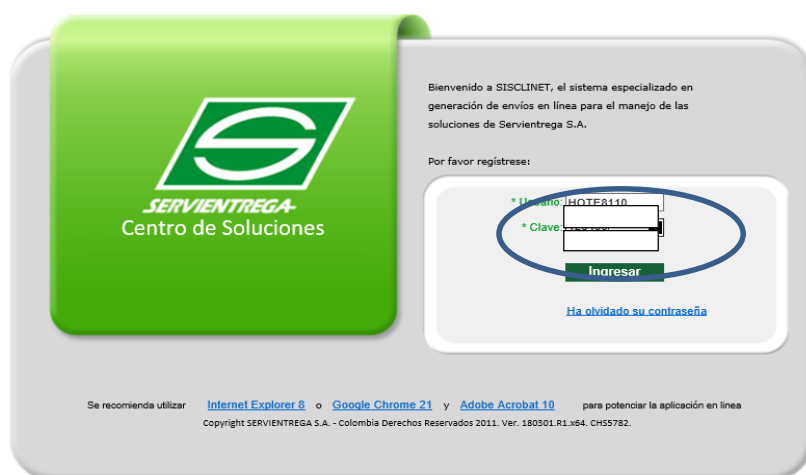 SERVIENTREGA
Centro de Soluciones
Bienvenido a SISCLINET, el sistema especializado en
generación de envíos en línea para el manejo de las
soluciones de Servientrega S.A.
Por favor regístrese:
* Usuario: HOTE8110
* Clave:
Ingresar
Ha olvidado su contraseña
Se recomienda utilizar Internet Explorer 8 o Google Chrome 21 y Adobe Acrobat 10 para potenciar la aplicación en linea
Copyright SERVIENTREGA S.A. - Colombia Derechos Reservados 2011. Ver. 180301.R1.x64. CHS5782.